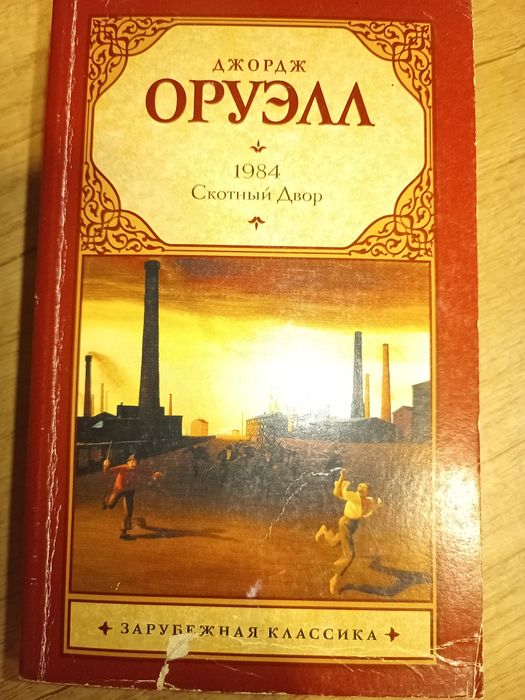 ДЖОРДЖ
ОРУЭЛЛ
1984
Скотный Двор
ЗАРУБЕЖНАЯ КЛАССИКА